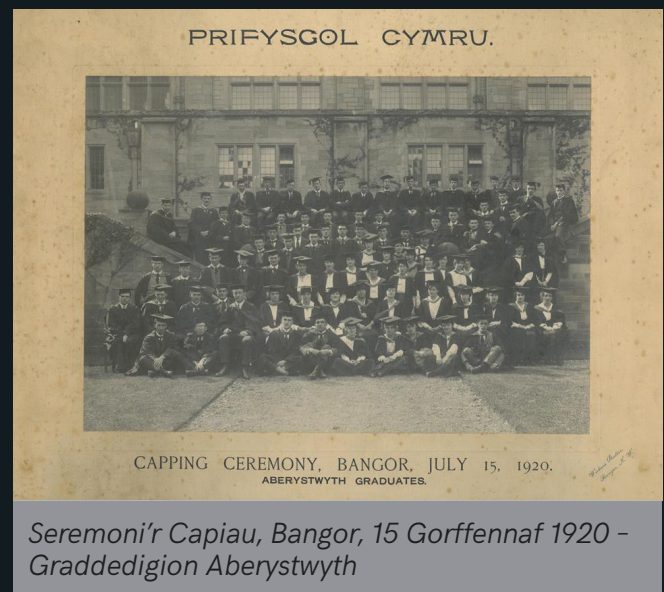 PRIFYSGOL CYMRU.
CAPPING CEREMONY, BANGOR, JULY 15, 1920.
ABERYSTWYTH GRADUATES.
Seremoni’r Capiau, Bangor, 15 Gorffennaf 1920 –
Graddedigion Aberystwyth